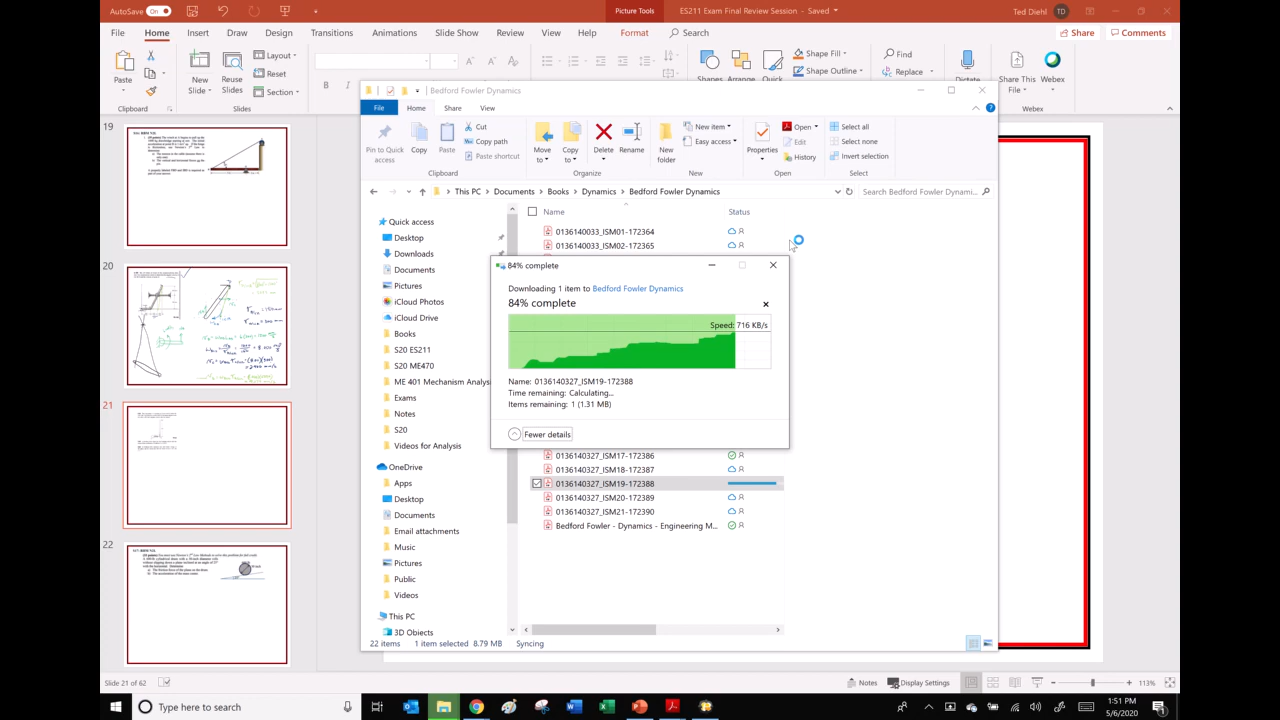 AutoSave On
Picture Tools
ES211 Exam Final Review Session - Saved
Ted Diehl TD
File Home Insert Draw Design Transitions Animations Slide Show Review View Help Format Search Share Comments
Paste
New Slide
Reuse Slides
Layout
Reset
Section
Shapes
Arrange
Quick
Shape Fill
Shape Outline
Find
Replace
Dictate
Share This File
Webex
Clipboard
Slides
Webex
19
20
21
22
Bedford Fowler Dynamics
File Home Share View
Pin to Quick access
Copy
Paste
Cut
Copy path
Paste shortcut
Move to
Copy to
Delete
Rename
New folder
New item
Easy access
Properties
Open
Edit
History
Select all
Select none
Invert selection
Clipboard
Organize
New
Open
Select
This PC Documents Books Dynamics Bedford Fowler Dynamics
Search Bedford Fowler Dynami...
Quick access
Desktop
Downloads
Documents
Pictures
iCloud Photos
iCloud Drive
Books
S20 ES211
S20 ME470
ME 401 Mechanism Analysi
Exams
Notes
S20
Videos for Analysis
OneDrive
Apps
Desktop
Documents
Email attachments
Music
Pictures
Public
Videos
This PC
3D Objects
Name Status
0136140033_ISM01-172364
0136140033_ISM02-172365
84% complete
Downloading 1 item to Bedford Fowler Dynamics
84% complete
Speed: 716 KB/s
Name: 0136140327_ISM19-172388
Time remaining: Calculating...
Items remaining: 1 (1.31 MB)
Fewer details
0136140327_ISM17-172386
0136140327_ISM18-172387
0136140327_ISM19-172388
0136140327_ISM20-172389
0136140327_ISM21-172390
Bedford Fowler - Dynamics - Engineering M...
22 items 1 item selected 8.79 MB Syncing
Slide 21 of 62
Notes
Display Settings
113%
Type here to search
1:51 PM
5/6/2020